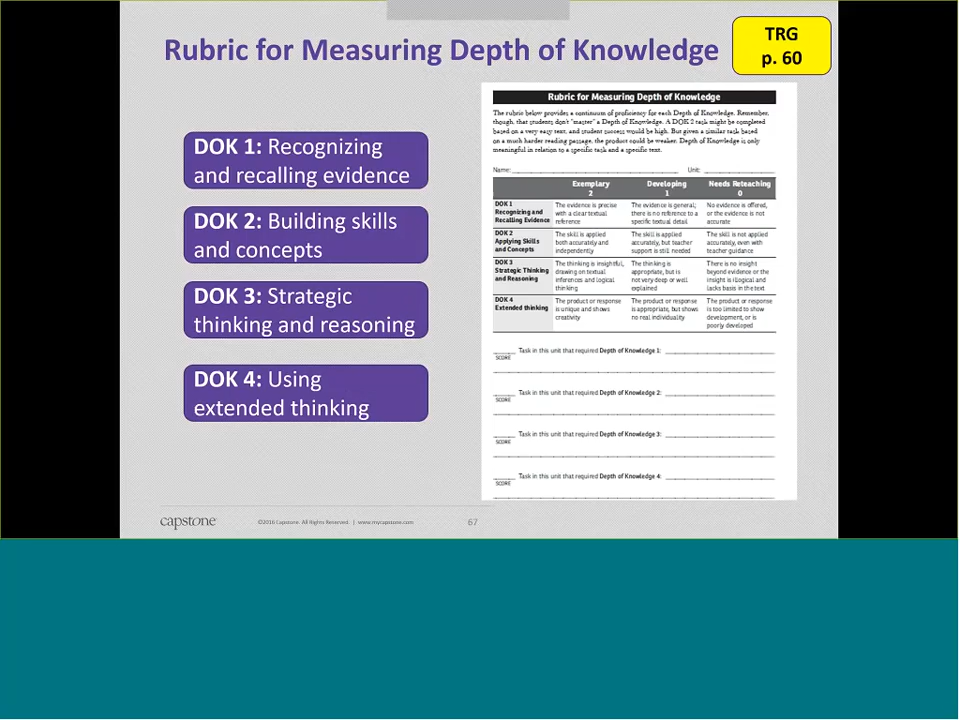 Rubric for Measuring Depth of Knowledge
TRG
p. 60
DOK 1: Recognizing
and recalling evidence
DOK 2: Building skills
and concepts
DOK 3: Strategic
thinking and reasoning
DOK 4: Using
extended thinking
Rubric for Measuring Depth of Knowledge
The rubric below provides a continuum of proficiency for each Depth of Knowledge. Remember,
though, that students don't "master" a Depth of Knowledge. A DOK 2 task might be completed
based on a very easy text, and student success would be high. But given a similar task based
on a much harder reading passage, the product could be weaker. Depth of Knowledge is only
meaningful in relation to a specific task and a specific text.
Name: Unit:
Exemplary Developing Needs Reteaching
2 1 0
DOK 1
Recognizing and
Recalling Evidence
The evidence is precise
with a clear textual
reference
The evidence is general;
there is no reference to a
specific textual detail
No evidence is offered,
or the evidence is not
accurate
DOK 2
Applying Skills
and Concepts
The skill is applied
both accurately and
independently
The skill is applied
accurately, but teacher
support is still needed
The skill is not applied
accurately, even with
teacher guidance
DOK 3
Strategic Thinking
and Reasoning
The thinking is insightful,
drawing on textual
inferences and logical
thinking
The thinking is
appropriate, but is
not very deep or well
explained
There is no insight
beyond evidence or the
insight is illogical and
lacks basis in the text
DOK 4
Extended thinking
The product or response
is unique and shows
creativity
The product or response
is appropriate, but shows
no real individuality
The product or response
is too limited to show
development, or is
poorly developed
Task in this unit that required Depth of Knowledge 1:
SCORE
Task in this unit that required Depth of Knowledge 2:
SCORE
Task in this unit that required Depth of Knowledge 3:
SCORE
Task in this unit that required Depth of Knowledge 4:
SCORE
capstone
©2016 Capstone. All Rights Reserved. | www.mycapstone.com
67